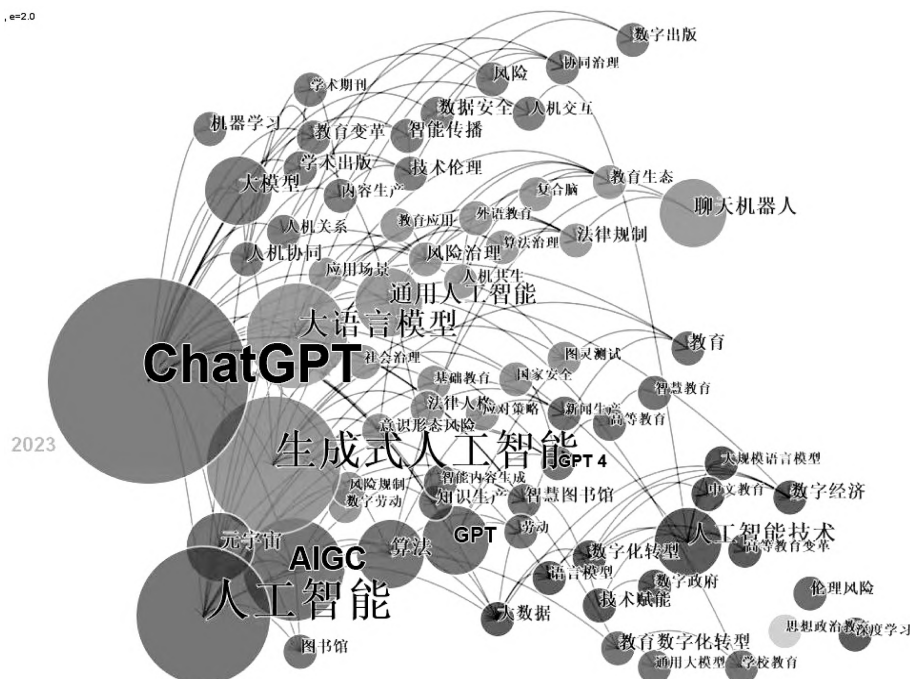 , e=2.0
数字出版
协同治理
风险
学术期刊
数据安全
人机交互
机器学习
教育变革
智能传播
学术出版
技术伦理
大模型
内容生产
复合脑
教育生态
聊天机器人
教育应用
外语教育
人机关系
算法治理
法律规制
人机协同
风险治理
应用场景
人机共生
通用人工智能
大语言模型
教育
ChatGPT
社会治理
图灵测试
基础教育
国家安全
智慧教育
法律人格
应对策略
新闻生产
高等教育
意识形态风险
2023
生成式人工智能
GPT 4
大规模语言模型
智能内容生成
风险规制
中文教育
数字经济
数字劳动
知识生产
智慧图书馆
元宇宙
AIGC
算法
GPT
劳动
人工智能技术
数字化转型
高等教育变革
语言模型
数字政府
伦理风险
人工智能
技术赋能
大数据
思想政治教育
深度学习
图书馆
教育数字化转型
通用大模型
学校教育